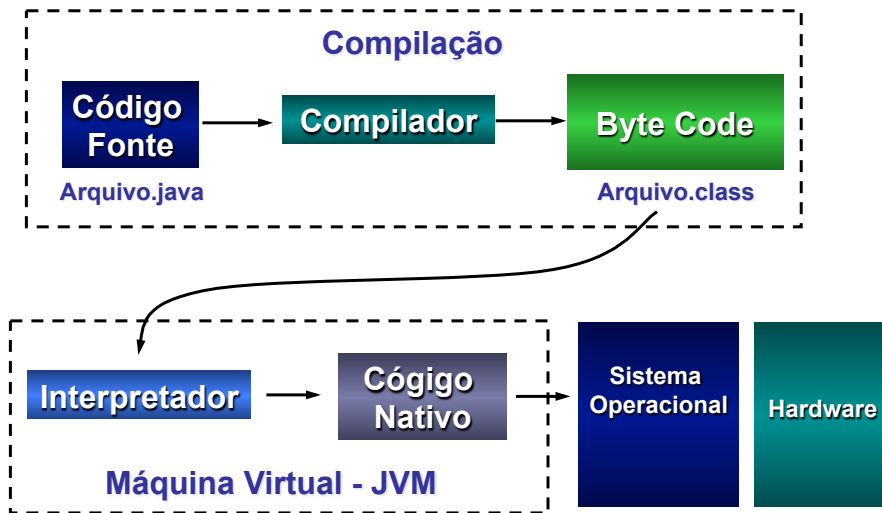 Compilação
Código
Fonte
Compilador
Byte Code
Arquivo.java
Arquivo.class
Interpretador
Cógigo
Nativo
Sistema
Operacional
Hardware
Máquina Virtual - JVM